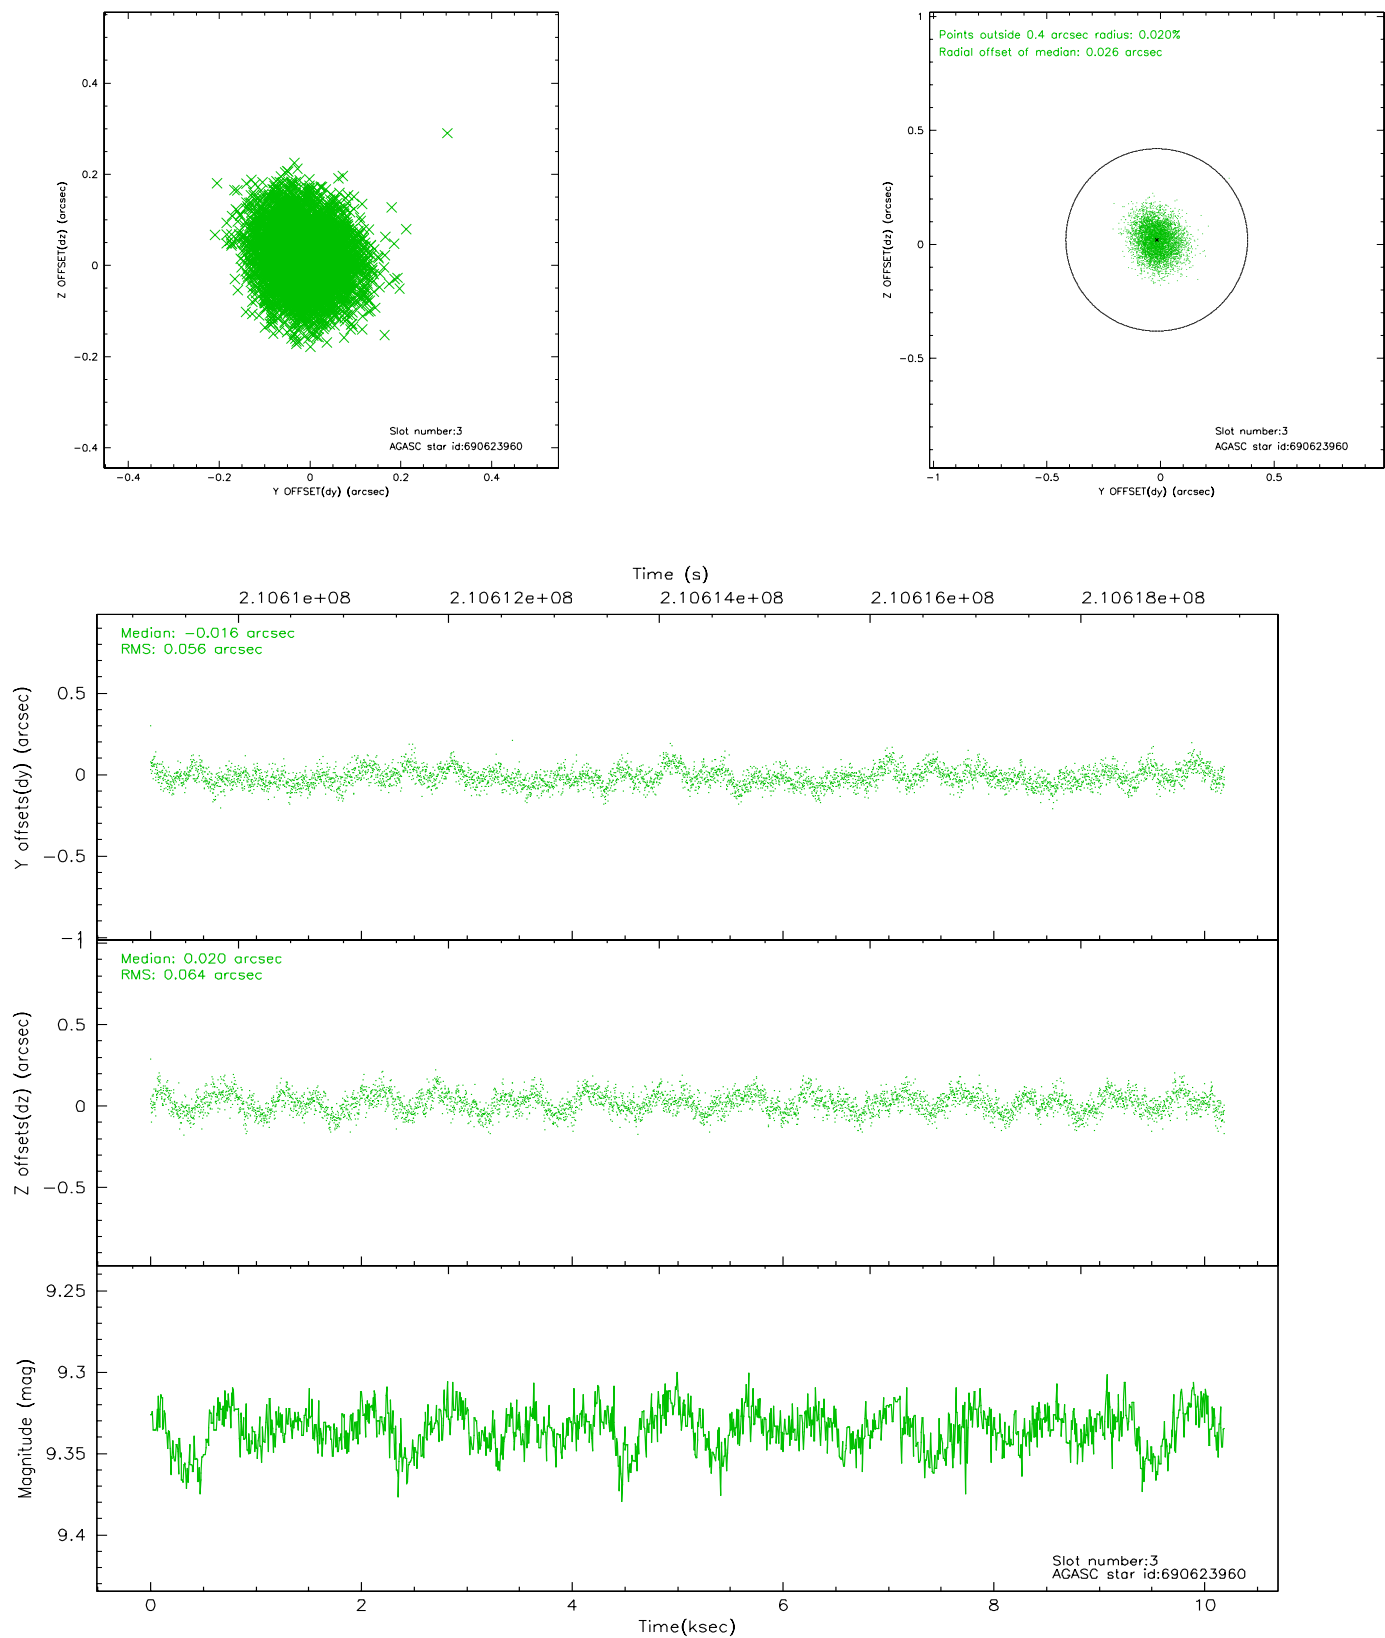 0.4
0.2
0
−0.2
−0.4
Z OFFSET(dz) (arcsec)
Slot number:3
AGASC star id:690623960
−0.4 −0.2 0 0.2 0.4
Y OFFSET(dy) (arcsec)
Points outside 0.4 arcsec radius: 0.020%
Radial offset of median: 0.026 arcsec
1
0.5
0
−0.5
Z OFFSET(dz) (arcsec)
Slot number:3
AGASC star id:690623960
−1 −0.5 0 0.5
Y OFFSET(dy) (arcsec)
Time (s)
2.1061e+08 2.10612e+08 2.10614e+08 2.10616e+08 2.10618e+08
Median: −0.016 arcsec
RMS: 0.056 arcsec
0.5
0
−0.5
−1
Y offsets(dy) (arcsec)
Median: 0.020 arcsec
RMS: 0.064 arcsec
0.5
0
−0.5
Z offsets(dz) (arcsec)
9.25
9.3
9.35
9.4
Magnitude (mag)
Slot number:3
AGASC star id:690623960
0 2 4 6 8 10
Time(ksec)